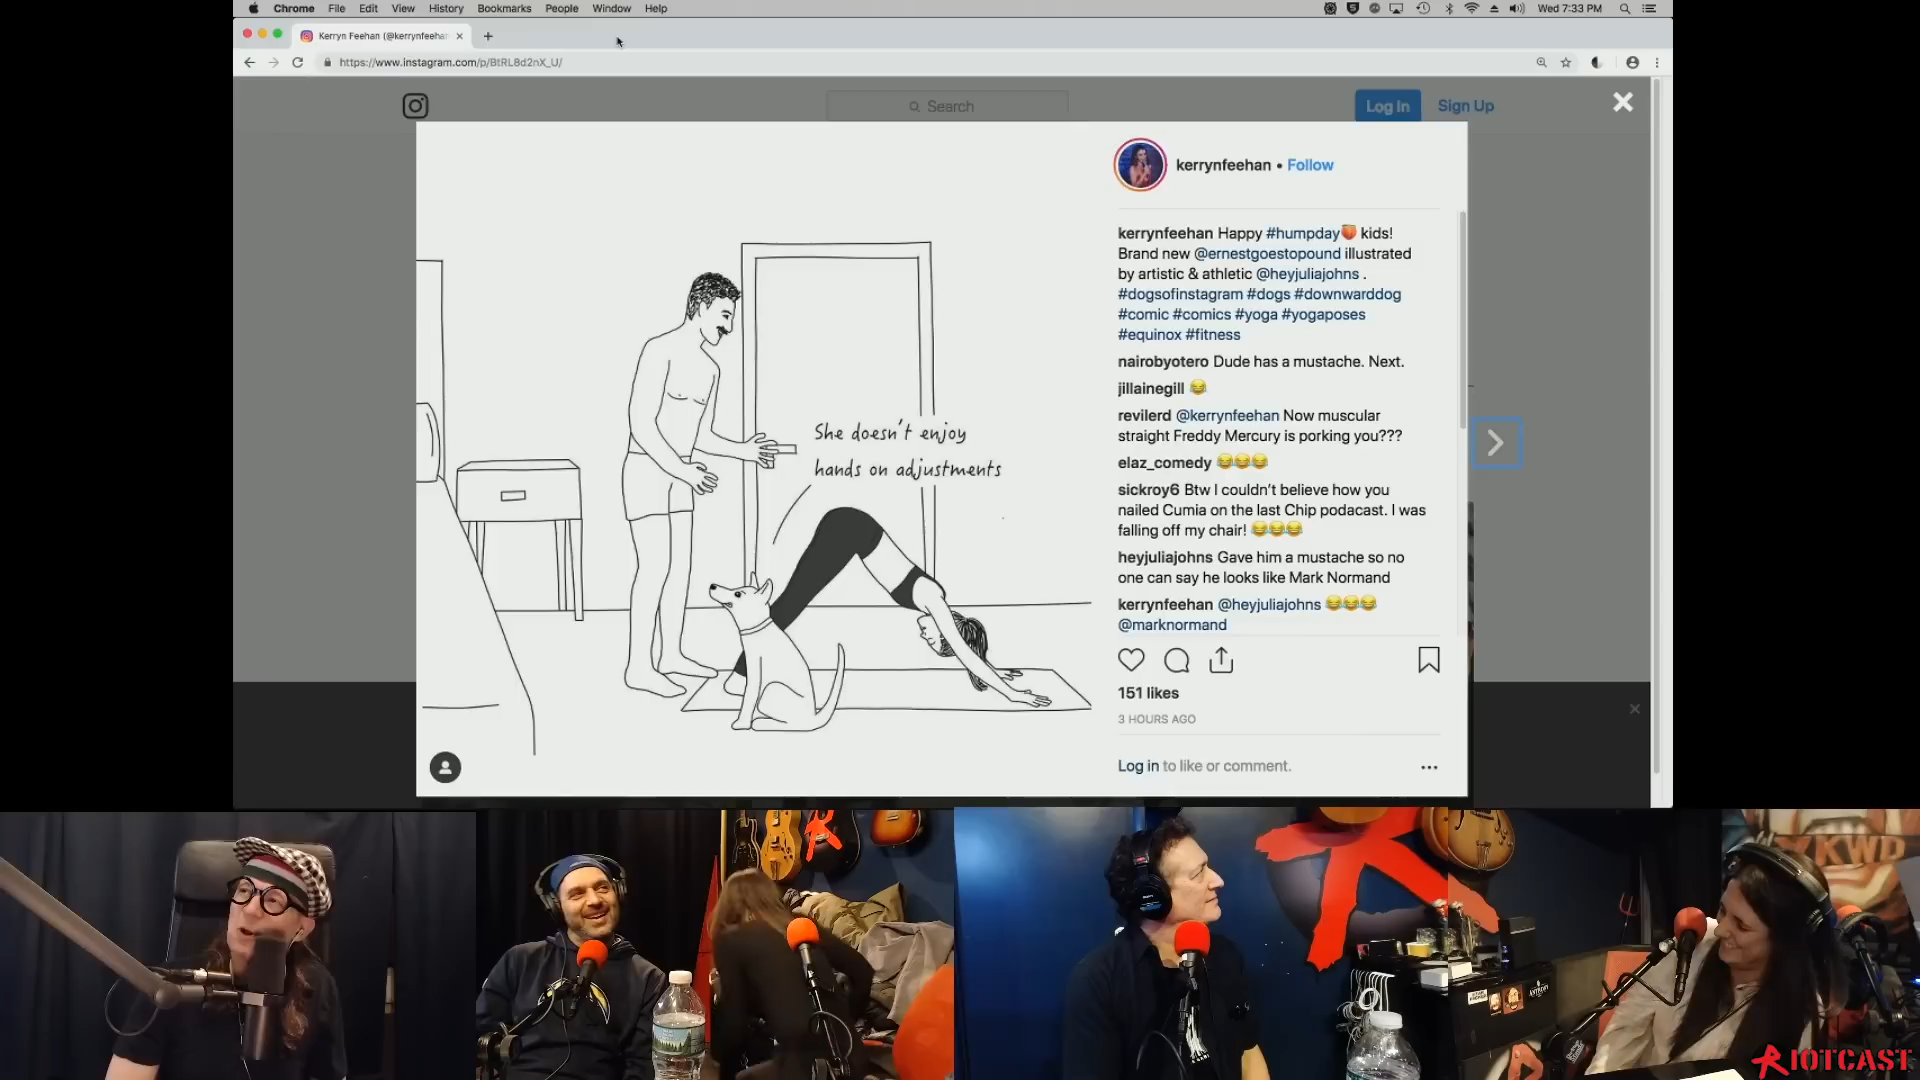 Chrome File Edit View History Bookmarks People Window Help
Wed 7:33 PM
Kerryn Feehan (@kerrynfeehan
https://www.instagram.com/p/BtRL8d2nX_U/
Search
Log In Sign Up
kerrynfeehan • Follow
kerrynfeehan Happy #humpday🍑 kids!
Brand new @ernestgoestopound illustrated
by artistic & athletic @heyjuliajohns .
#dogsofinstagram #dogs #downwarddog
#comic #comics #yoga #yogaposes
#equinox #fitness
nairobyotero Dude has a mustache. Next.
jillainegill 😂
revilerd @kerrynfeehan Now muscular
straight Freddy Mercury is porking you???
elaz_comedy 😂😂😂
sickroy6 Btw I couldn't believe how you
nailed Cumia on the last Chip podacast. I was
falling off my chair! 😂😂😂
heyjuliajohns Gave him a mustache so no
one can say he looks like Mark Normand
kerrynfeehan @heyjuliajohns 😂😂😂
@marknormand
151 likes
3 HOURS AGO
Log in to like or comment.
She doesn't enjoy
hands on adjustments
KWD
RIOTCAST